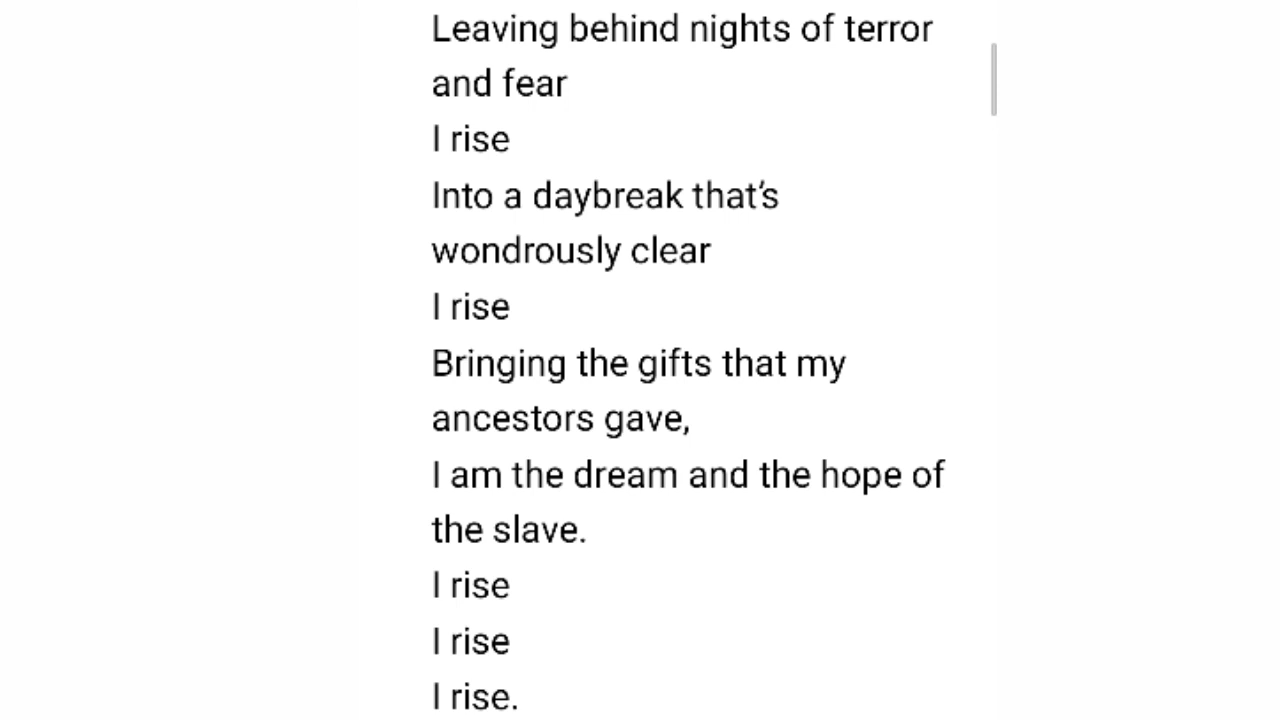 Leaving behind nights of terror
and fear
I rise
Into a daybreak that's
wondrously clear
I rise
Bringing the gifts that my
ancestors gave,
I am the dream and the hope of
the slave.
I rise
I rise
I rise.